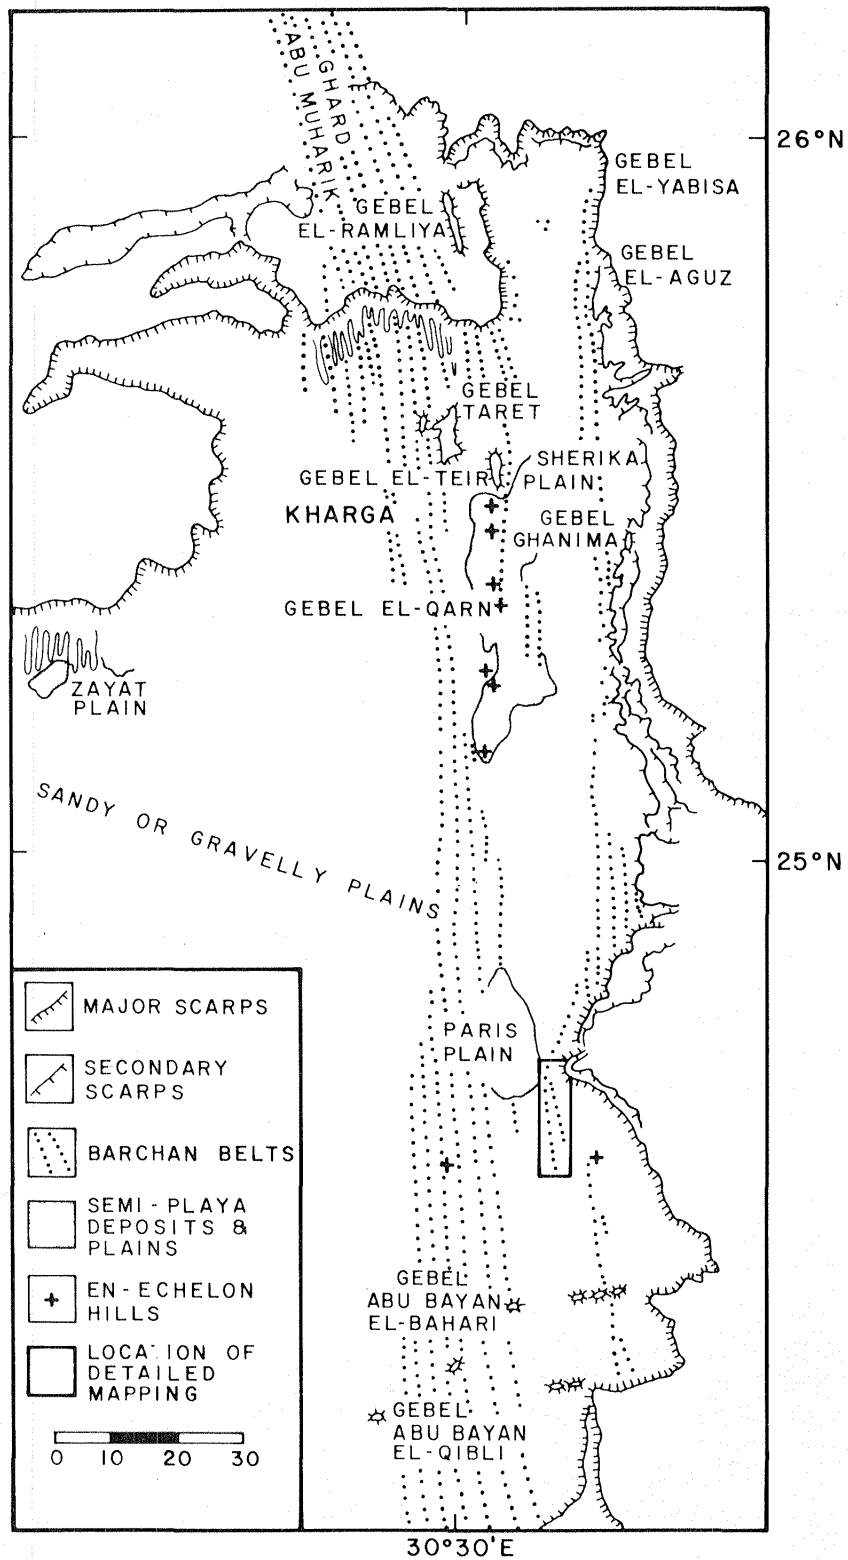 GHARD
ABU MUHARIK
26°N
GEBEL
EL-YABISA
GEBEL
EL-RAMLIYA
GEBEL
EL-AGUZ
GEBEL
TARET
SHERIKA
PLAIN
GEBEL EL-TEIR
KHARGA
GEBEL
GHANIMA
GEBEL EL-QARN
ZAYAT
PLAIN
SANDY OR GRAVELLY PLAINS
25°N
PARIS
PLAIN
GEBEL
ABU BAYAN
EL-BAHARI
GEBEL
ABU BAYAN
EL-QIBLI
MAJOR SCARPS
SECONDARY
SCARPS
BARCHAN BELTS
SEMI-PLAYA
DEPOSITS &
PLAINS
EN-ECHELON
HILLS
LOCATION OF
DETAILED
MAPPING
0 10 20 30
30°30'E